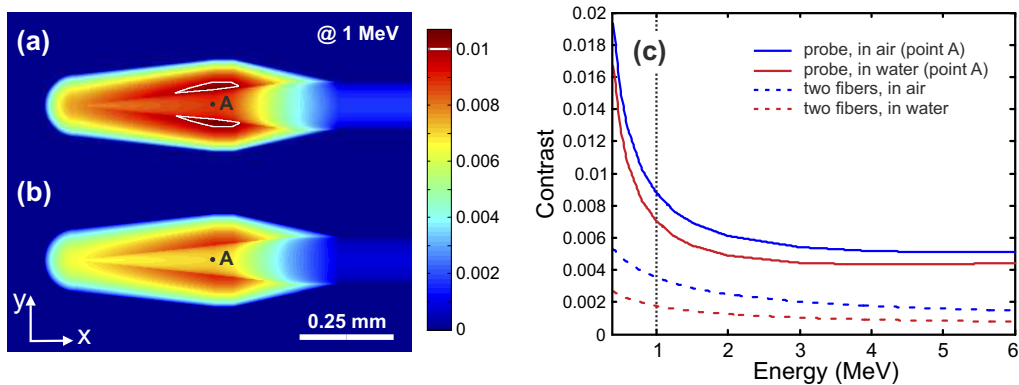 (a)
@ 1 MeV
A
(b)
A
y
x
0.25 mm
0.01
0.008
0.006
0.004
0.002
0
(c)
probe, in air (point A)
probe, in water (point A)
two fibers, in air
two fibers, in water
Contrast
0.02
0.018
0.016
0.014
0.012
0.01
0.008
0.006
0.004
0.002
0
1 2 3 4 5 6
Energy (MeV)